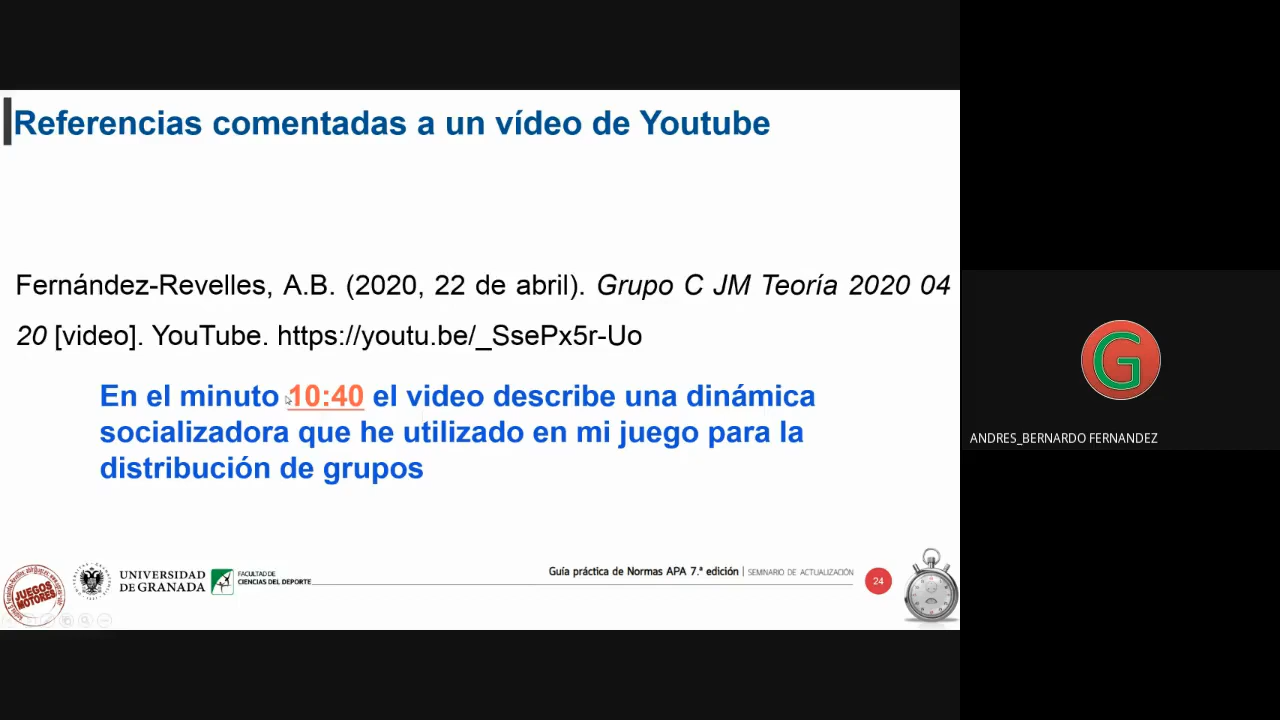 Referencias comentadas a un vídeo de Youtube
Fernández-Revelles, A.B. (2020, 22 de abril). Grupo C JM Teoría 2020 04
20 [video]. YouTube. https://youtu.be/_SsePx5r-Uo
En el minuto 10:40 el video describe una dinámica
socializadora que he utilizado en mi juego para la
distribución de grupos
G
ANDRES_BERNARDO FERNANDEZ
JUEGOS
MOTORES
UNIVERSIDAD
DE GRANADA
FACULTAD DE
CIENCIAS DEL DEPORTE
Guía práctica de Normas APA 7.ª edición | SEMINARIO DE ACTUALIZACIÓN
24